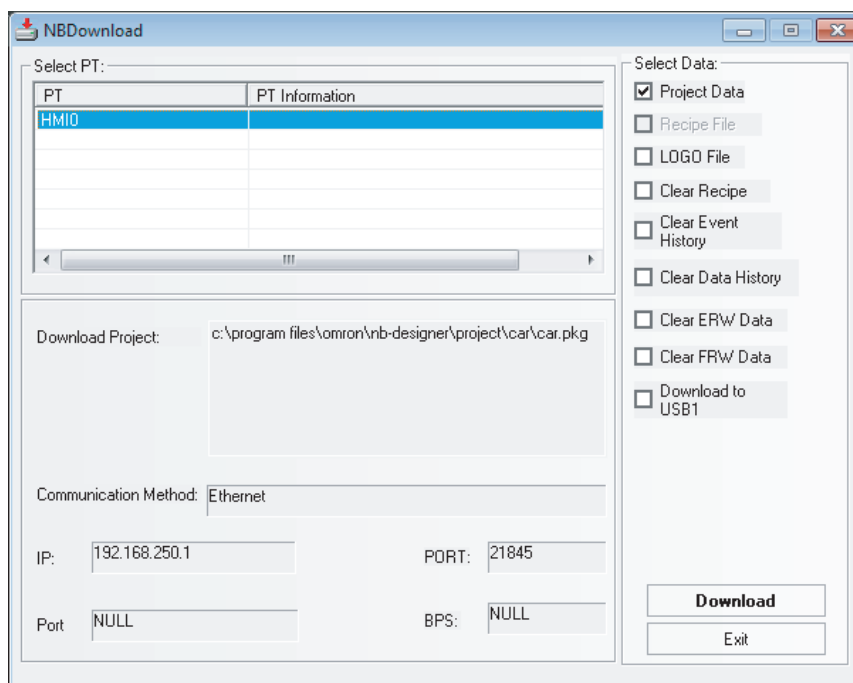 NBDownload
Select PT:
PT PT Information
HMI0
Download Project: c:\program files\omron\nb-designer\project\car\car.pkg
Communication Method: Ethernet
IP: 192.168.250.1 PORT: 21845
Port NULL BPS: NULL
Select Data:
Project Data
Recipe File
LOGO File
Clear Recipe
Clear Event
History
Clear Data History
Clear ERW Data
Clear FRW Data
Download to
USB1
Download
Exit